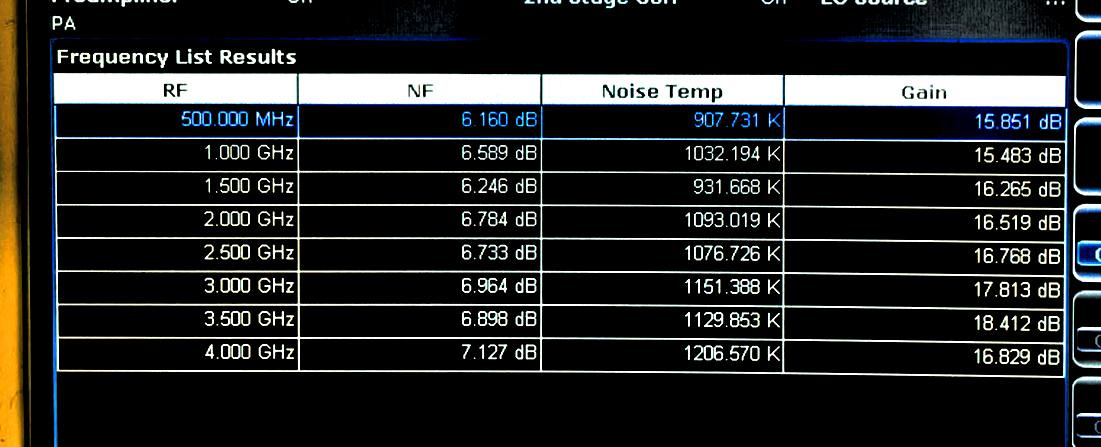 Preamplifier On 2nd Stage Corr On LO Source ...
PA
Frequency List Results
RF NF Noise Temp Gain
500.000 MHz 6.160 dB 907.731 K 15.851 dB
1.000 GHz 6.589 dB 1032.194 K 15.483 dB
1.500 GHz 6.246 dB 931.668 K 16.265 dB
2.000 GHz 6.784 dB 1093.019 K 16.519 dB
2.500 GHz 6.733 dB 1076.726 K 16.768 dB
3.000 GHz 6.964 dB 1151.388 K 17.813 dB
3.500 GHz 6.898 dB 1129.853 K 18.412 dB
4.000 GHz 7.127 dB 1206.570 K 16.829 dB